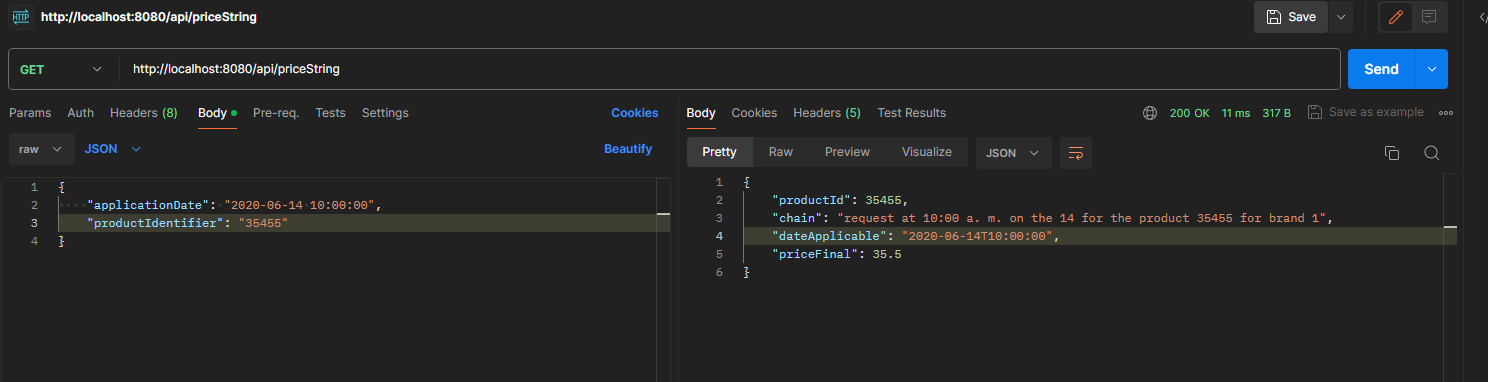 HTTP http://localhost:8080/api/priceString
Save
GET http://localhost:8080/api/priceString
Send
Params Auth Headers (8) Body Pre-req. Tests Settings Cookies
raw JSON Beautify
1 {
2 "applicationDate": "2020-06-14 10:00:00",
3 "productIdentifier": "35455"
4 }
Body Cookies Headers (5) Test Results 200 OK 11 ms 317 B Save as example
Pretty Raw Preview Visualize JSON
1 {
2 "productId": 35455,
3 "chain": "request at 10:00 a. m. on the 14 for the product 35455 for brand 1",
4 "dateApplicable": "2020-06-14T10:00:00",
5 "priceFinal": 35.5
6 }